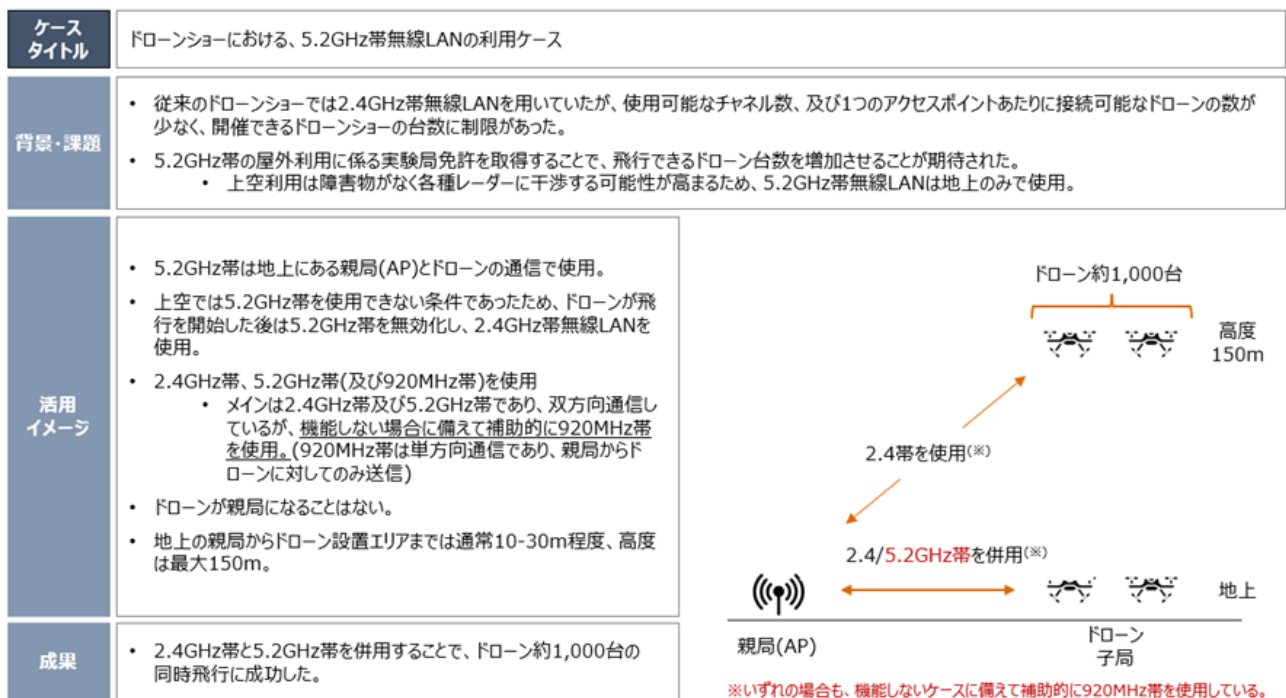 ケース
タイトル
ドローンショーにおける、5.2GHz帯無線LANの利用ケース
背景・課題
• 従来のドローンショーでは2.4GHz帯無線LANを用いていたが、使用可能なチャネル数、及び1つのアクセスポイントあたりに接続可能なドローンの数が
少なく、開催できるドローンショーの台数に制限があった。
• 5.2GHz帯の屋外利用に係る実験局免許を取得することで、飛行できるドローン台数を増加させることが期待された。
• 上空利用は障害物がなく各種レーダーに干渉する可能性が高まるため、5.2GHz帯無線LANは地上のみで使用。
活用
イメージ
• 5.2GHz帯は地上にある親局(AP)とドローンの通信で使用。
• 上空では5.2GHz帯を使用できない条件であったため、ドローンが飛
行を開始した後は5.2GHz帯を無効化し、2.4GHz帯無線LANを
使用。
• 2.4GHz帯、5.2GHz帯(及び920MHz帯)を使用
• メインは2.4GHz帯及び5.2GHz帯であり、双方向通信し
ているが、機能しない場合に備えて補助的に920MHz帯
を使用。(920MHz帯は単方向通信であり、親局からド
ローンに対してのみ送信)
• ドローンが親局になることはない。
• 地上の親局からドローン設置エリアまでは通常10-30m程度、高度
は最大150m。
成果
• 2.4GHz帯と5.2GHz帯を併用することで、ドローン約1,000台の
同時飛行に成功した。
ドローン約1,000台
高度
150m
2.4帯を使用(※)
2.4/5.2GHz帯を併用(※)
地上
親局(AP)
ドローン
子局
※いずれの場合も、機能しないケースに備えて補助的に920MHz帯を使用している。